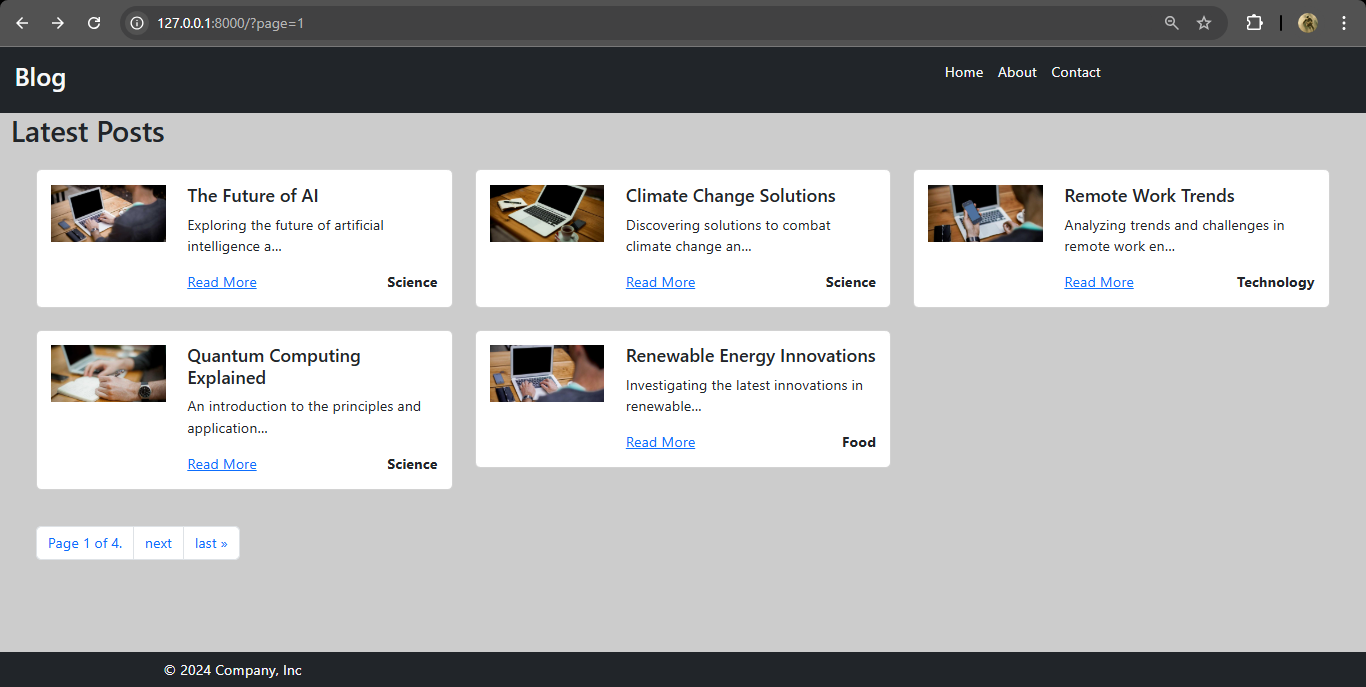 127.0.0.1:8000/?page=1
Blog
Home About Contact
Latest Posts
The Future of AI
Exploring the future of artificial
intelligence a...
Read More Science
Climate Change Solutions
Discovering solutions to combat
climate change an...
Read More Science
Remote Work Trends
Analyzing trends and challenges in
remote work en...
Read More Technology
Quantum Computing
Explained
An introduction to the principles and
application...
Read More Science
Renewable Energy Innovations
Investigating the latest innovations in
renewable...
Read More Food
Page 1 of 4. next last »
© 2024 Company, Inc